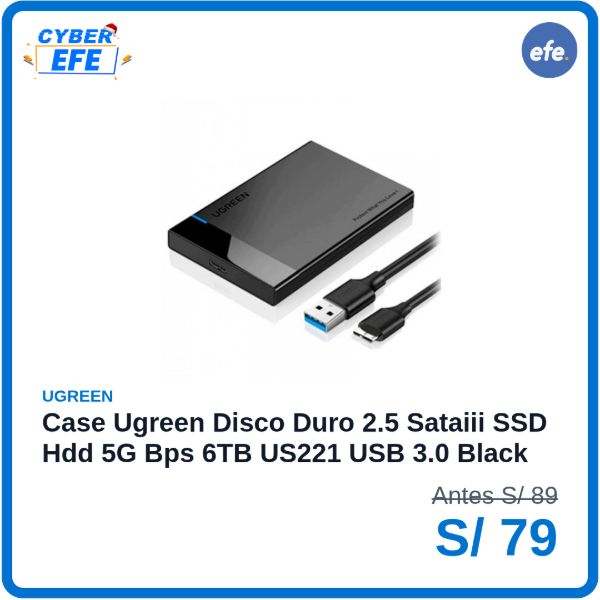 CYBER
EFE
efe.
UGREEN
UGREEN
Case Ugreen Disco Duro 2.5 Sataiii SSD
Hdd 5G Bps 6TB US221 USB 3.0 Black
Antes S/ 89
S/ 79